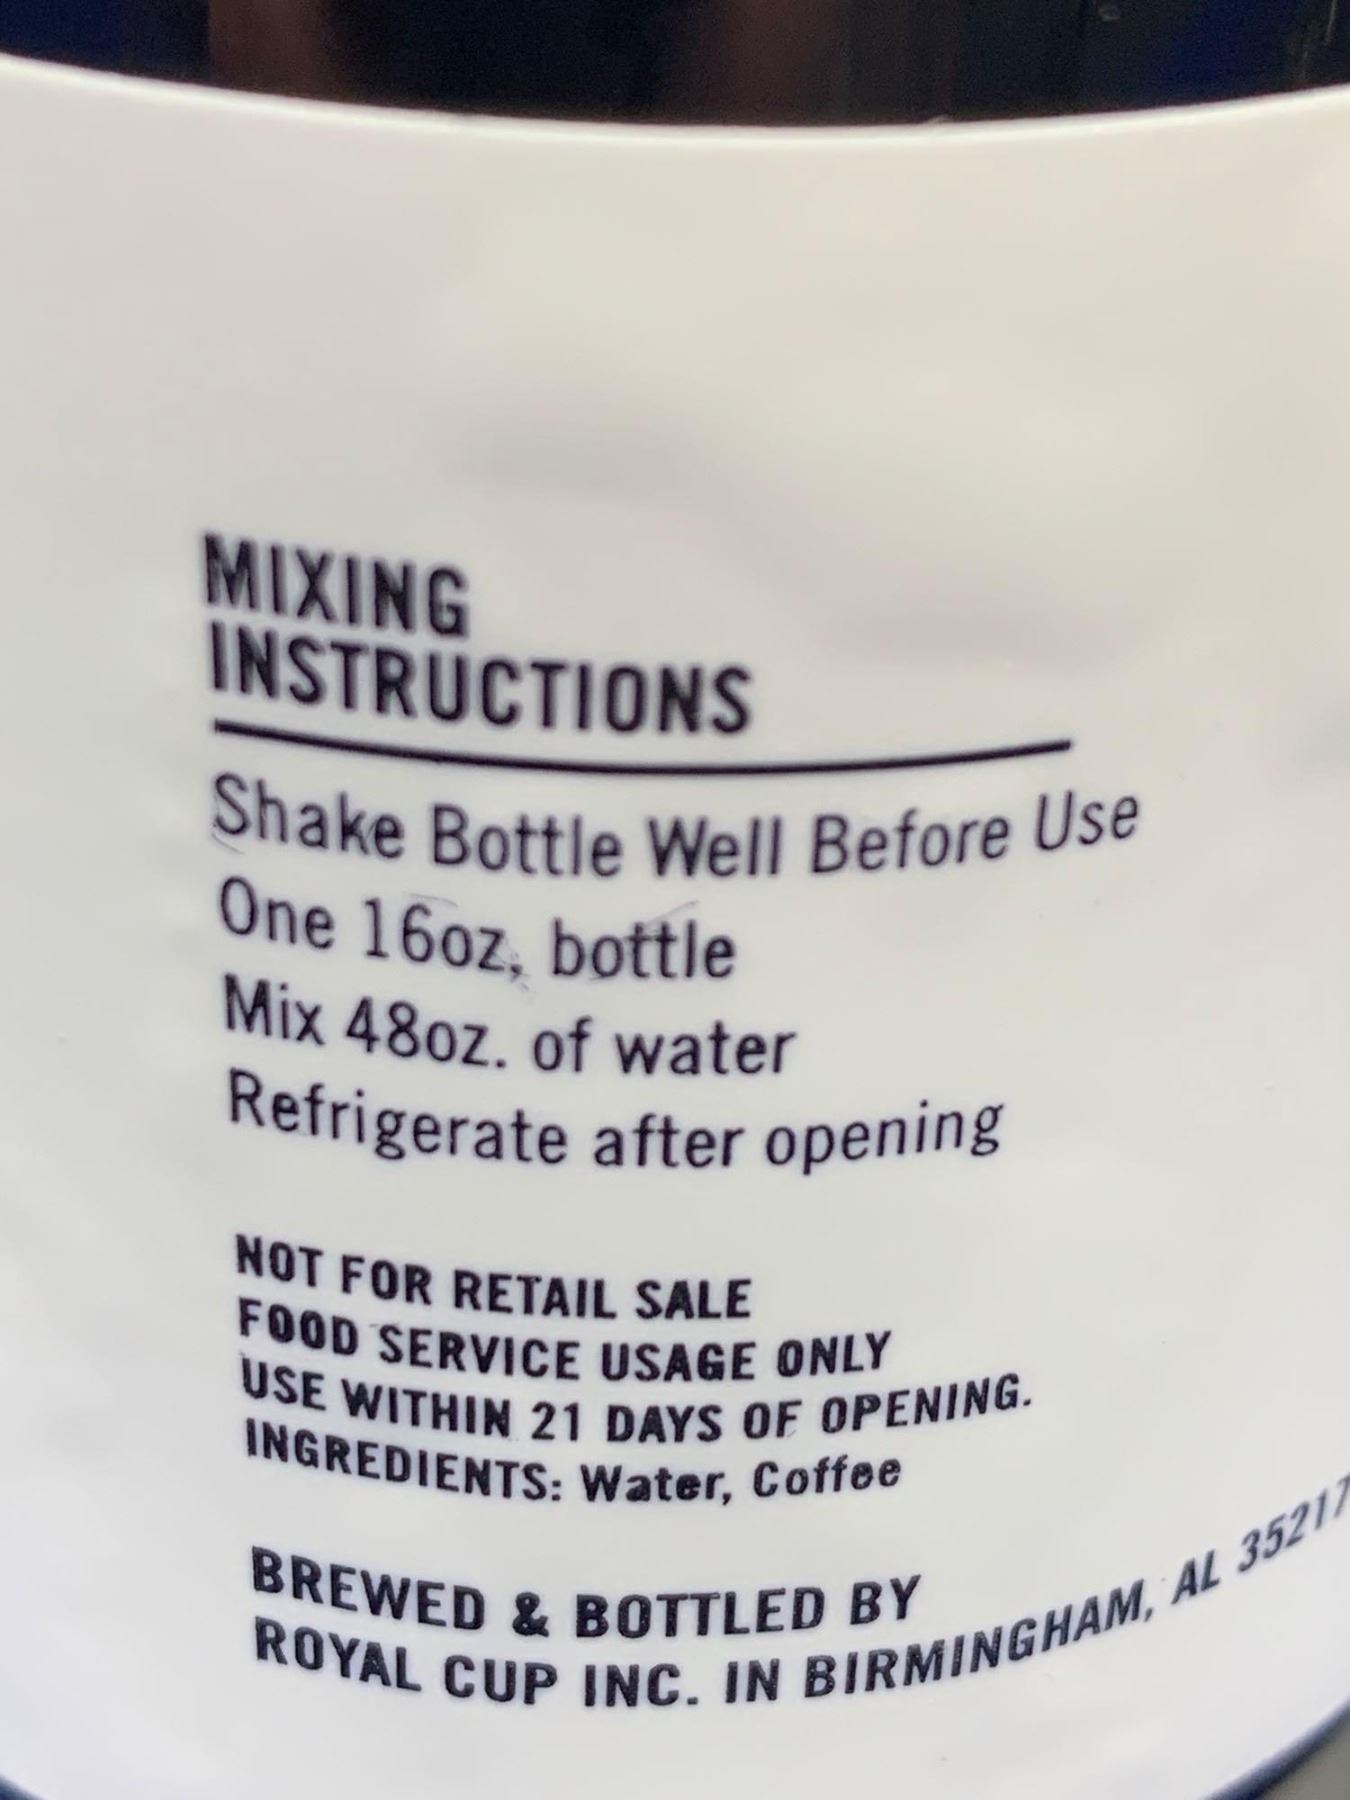 MIXING
INSTRUCTIONS
Shake Bottle Well Before Use
One 16oz, bottle
Mix 48oz. of water
Refrigerate after opening
NOT FOR RETAIL SALE
FOOD SERVICE USAGE ONLY
USE WITHIN 21 DAYS OF OPENING.
INGREDIENTS: Water, Coffee
BREWED & BOTTLED BY
ROYAL CUP INC. IN BIRMINGHAM, AL 35217